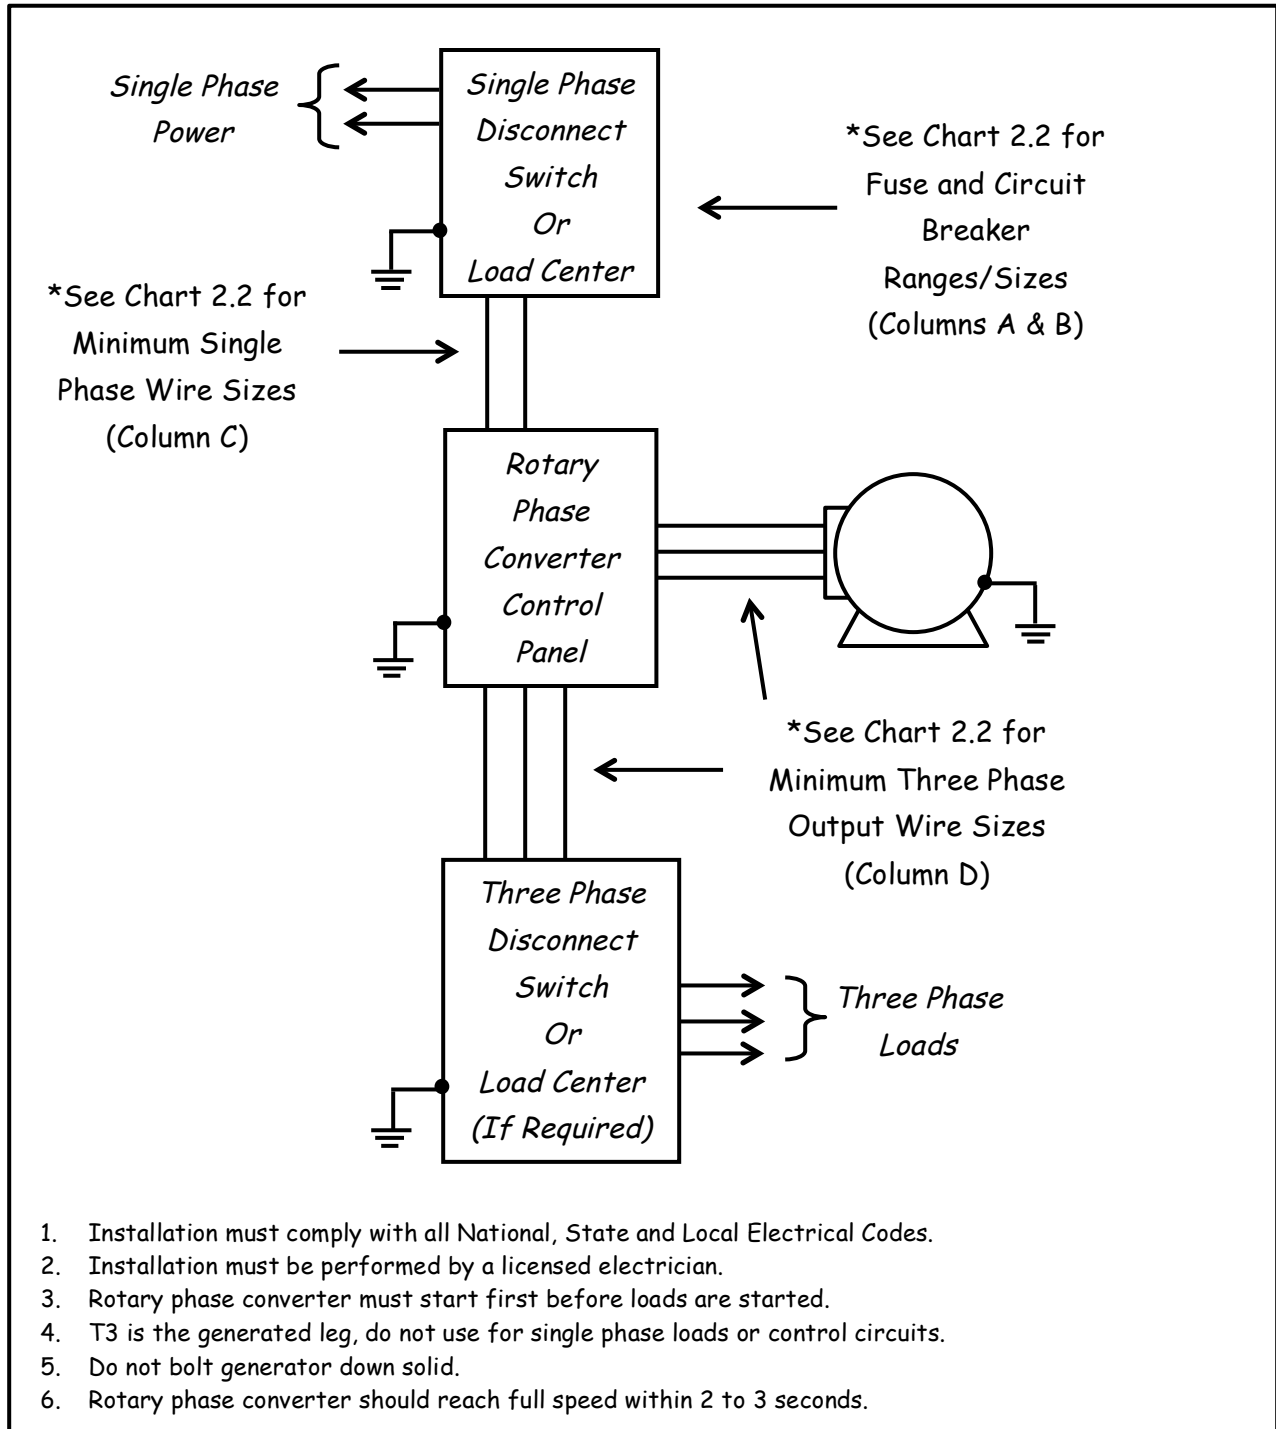 Single Phase
Power
Single Phase
Disconnect
Switch
Or
Load Center
*See Chart 2.2 for
Fuse and Circuit
Breaker
Ranges/Sizes
(Columns A & B)
*See Chart 2.2 for
Minimum Single
Phase Wire Sizes
(Column C)
Rotary
Phase
Converter
Control
Panel
*See Chart 2.2 for
Minimum Three Phase
Output Wire Sizes
(Column D)
Three Phase
Disconnect
Switch
Or
Load Center
(If Required)
Three Phase
Loads
1. Installation must comply with all National, State and Local Electrical Codes.
2. Installation must be performed by a licensed electrician.
3. Rotary phase converter must start first before loads are started.
4. T3 is the generated leg, do not use for single phase loads or control circuits.
5. Do not bolt generator down solid.
6. Rotary phase converter should reach full speed within 2 to 3 seconds.